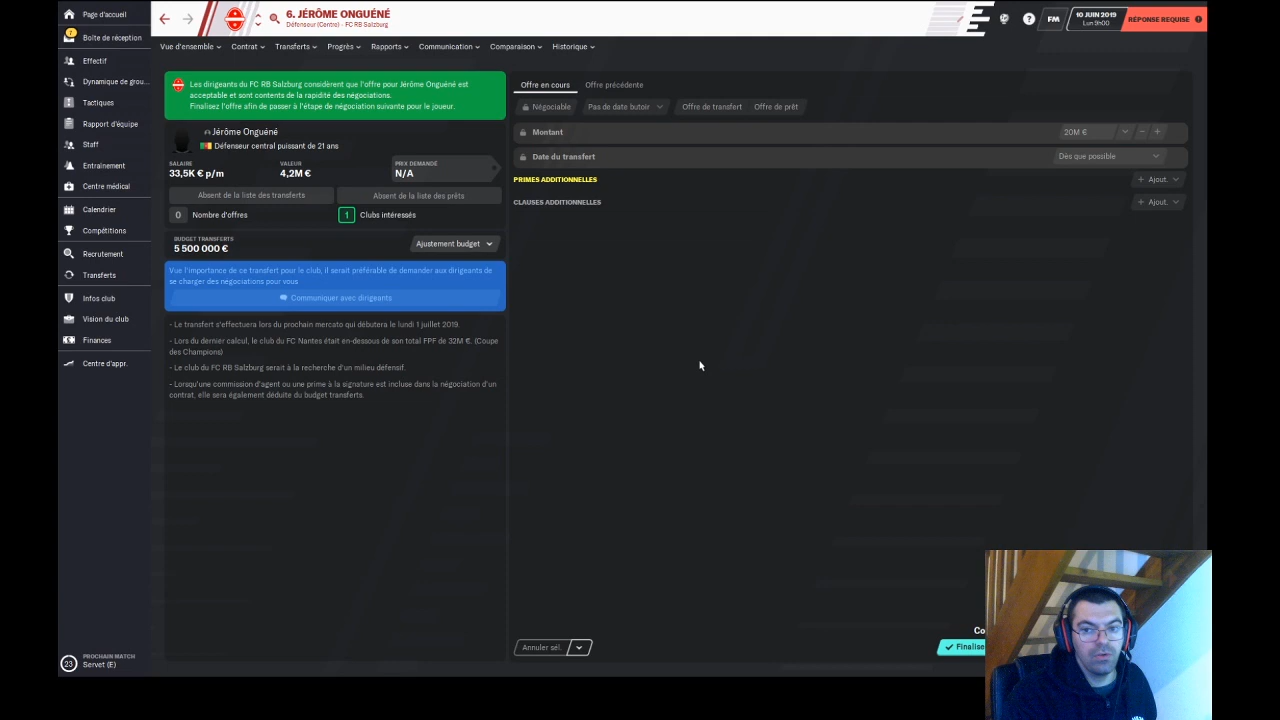 6. JÉRÔME ONGUÉNÉ
Défenseur (Centre) - FC RB Salzburg
FM
10 JUIN 2019
Lun 9h00
RÉPONSE REQUISE
Page d'accueil
7
Boîte de réception
Effectif
Dynamique de grou...
Tactiques
Rapport d'équipe
Staff
Entraînement
Centre médical
Calendrier
Compétitions
Recrutement
Transferts
Infos club
Vision du club
Finances
Centre d'appr.
23
PROCHAIN MATCH
Servet (E)
Vue d'ensemble
Contrat
Transferts
Progrès
Rapports
Communication
Comparaison
Historique
Les dirigeants du FC RB Salzburg considèrent que l'offre pour Jérôme Onguéné est
acceptable et sont contents de la rapidité des négociations.
Finalisez l'offre afin de passer à l'étape de négociation suivante pour le joueur.
Jérôme Onguéné
Défenseur central puissant de 21 ans
SALAIRE
33,5K € p/m
VALEUR
4,2M €
PRIX DEMANDÉ
N/A
Absent de la liste des transferts
Absent de la liste des prêts
0 Nombre d'offres
1 Clubs intéressés
BUDGET TRANSFERTS
5 500 000 €
Ajustement budget
Vue l'importance de ce transfert pour le club, il serait préférable de demander aux dirigeants de
se charger des négociations pour vous
Communiquer avec dirigeants
- Le transfert s'effectuera lors du prochain mercato qui débutera le lundi 1 juillet 2019.
- Lors du dernier calcul, le club du FC Nantes était en-dessous de son total FPF de 32M €. (Coupe
des Champions)
- Le club du FC RB Salzburg serait à la recherche d'un milieu défensif.
- Lorsqu'une commission d'agent ou une prime à la signature est incluse dans la négociation d'un
contrat, elle sera également déduite du budget transferts.
Offre en cours
Offre précédente
Négociable
Pas de date butoir
Offre de transfert
Offre de prêt
Montant
20M €
Date du transfert
Dès que possible
PRIMES ADDITIONNELLES
+ Ajout.
CLAUSES ADDITIONNELLES
+ Ajout.
Annuler sél.
Co
Finalise